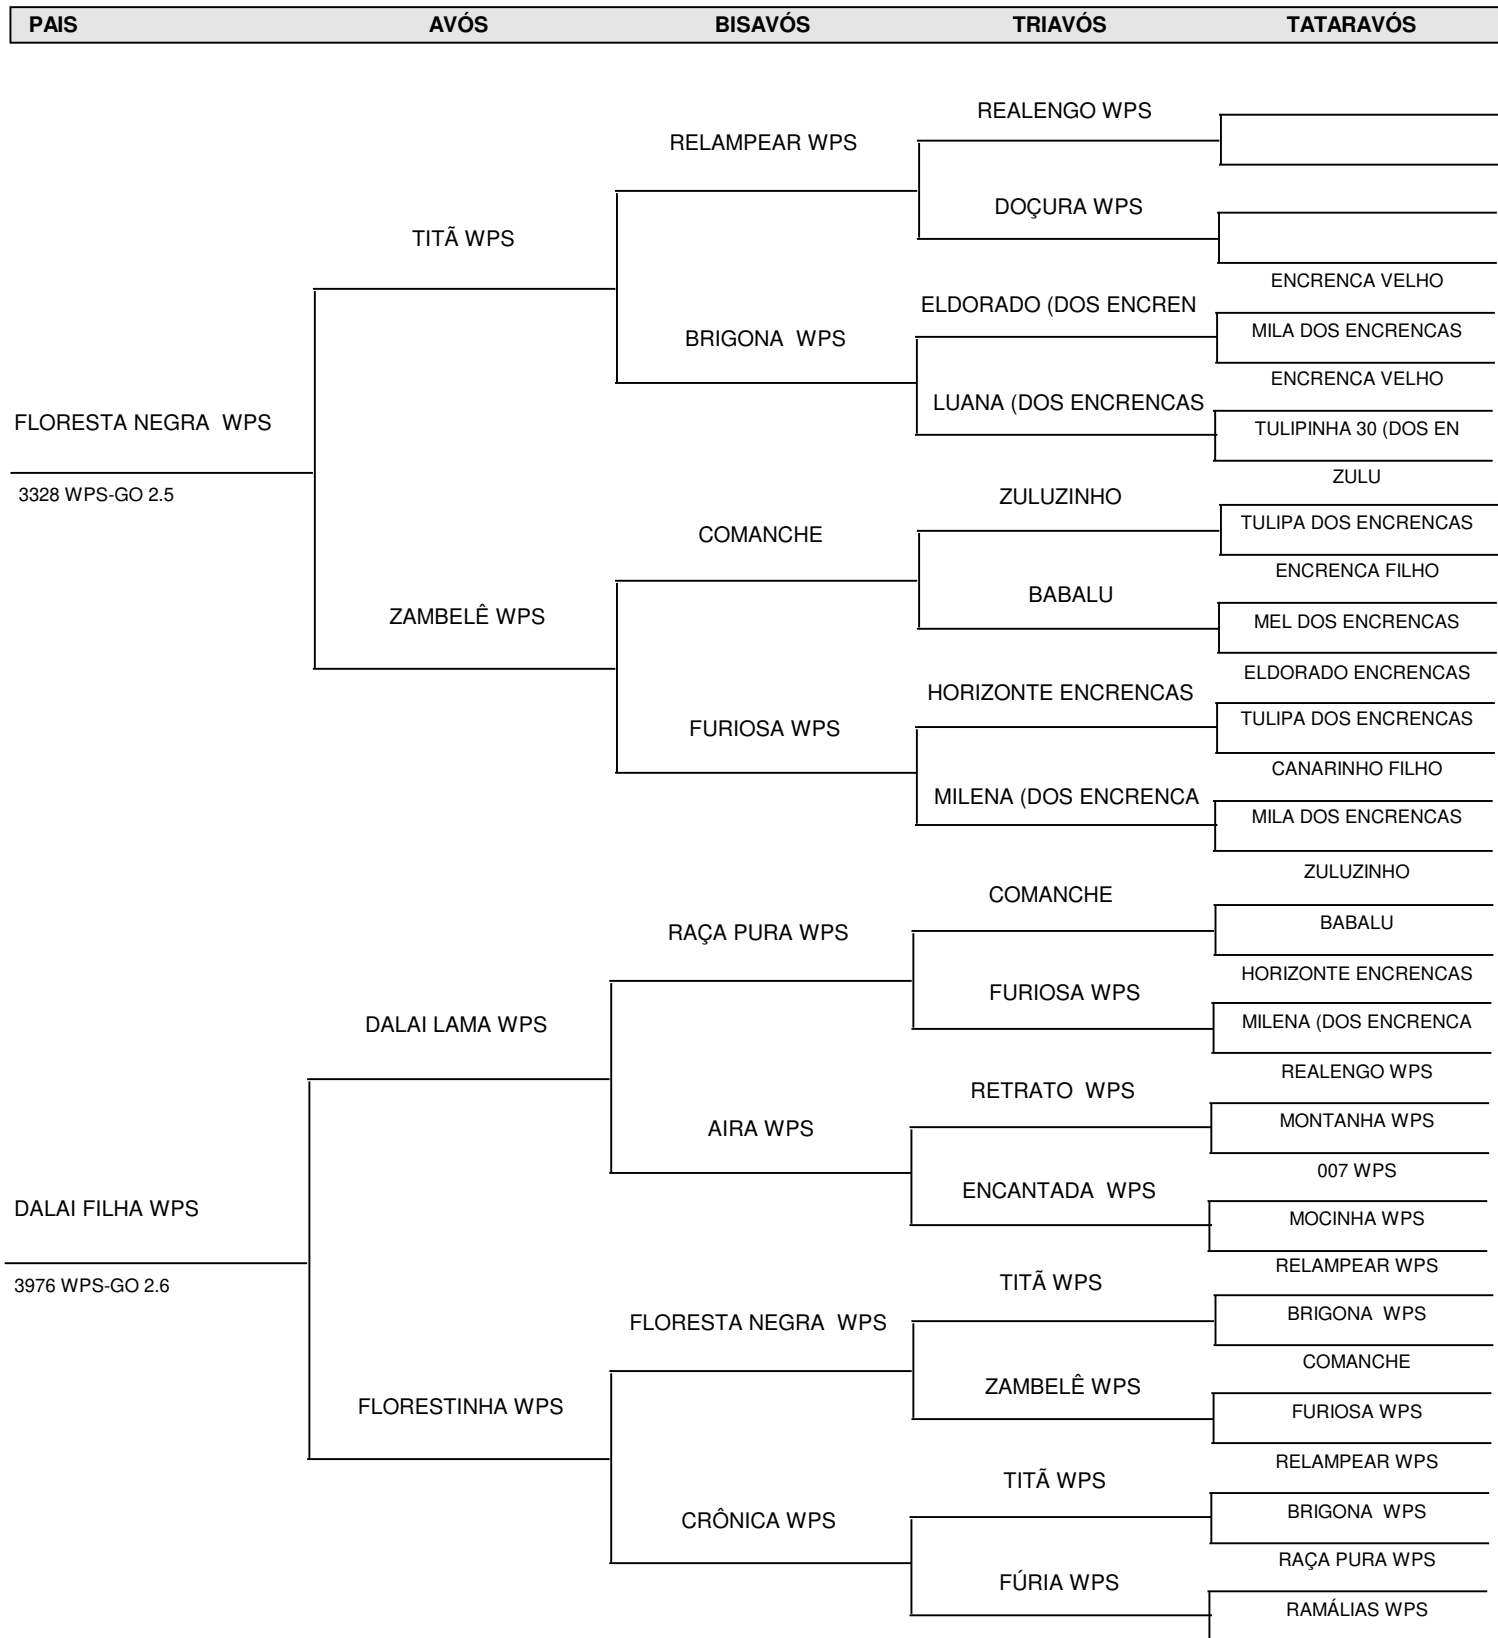 PAIS AVÓS BISAVÓS TRIAVÓS TATARAVÓS
REALENGO WPS
RELAMPEAR WPS
DOÇURA WPS
TITÃ WPS
ENCRENCA VELHO
ELDORADO (DOS ENCREN
BRIGONA WPS
MILA DOS ENCRENCAS
ENCRENCA VELHO
LUANA (DOS ENCRENCAS
FLORESTA NEGRA WPS
TULIPINHA 30 (DOS EN
ZULU
3328 WPS-GO 2.5
ZULUZINHO
COMANCHE
TULIPA DOS ENCRENCAS
ENCRENCA FILHO
BABALU
ZAMBELÊ WPS
MEL DOS ENCRENCAS
ELDORADO ENCRENCAS
HORIZONTE ENCRENCAS
FURIOSA WPS
TULIPA DOS ENCRENCAS
CANARINHO FILHO
MILENA (DOS ENCRENCA
MILA DOS ENCRENCAS
ZULUZINHO
COMANCHE
RAÇA PURA WPS
BABALU
HORIZONTE ENCRENCAS
FURIOSA WPS
DALAI LAMA WPS
MILENA (DOS ENCRENCA
REALENGO WPS
RETRATO WPS
AIRA WPS
MONTANHA WPS
007 WPS
ENCANTADA WPS
DALAI FILHA WPS
MOCINHA WPS
RELAMPEAR WPS
3976 WPS-GO 2.6
TITÃ WPS
FLORESTA NEGRA WPS
BRIGONA WPS
COMANCHE
ZAMBELÊ WPS
FLORESTINHA WPS
FURIOSA WPS
RELAMPEAR WPS
TITÃ WPS
CRÔNICA WPS
BRIGONA WPS
RAÇA PURA WPS
FÚRIA WPS
RAMÁLIAS WPS